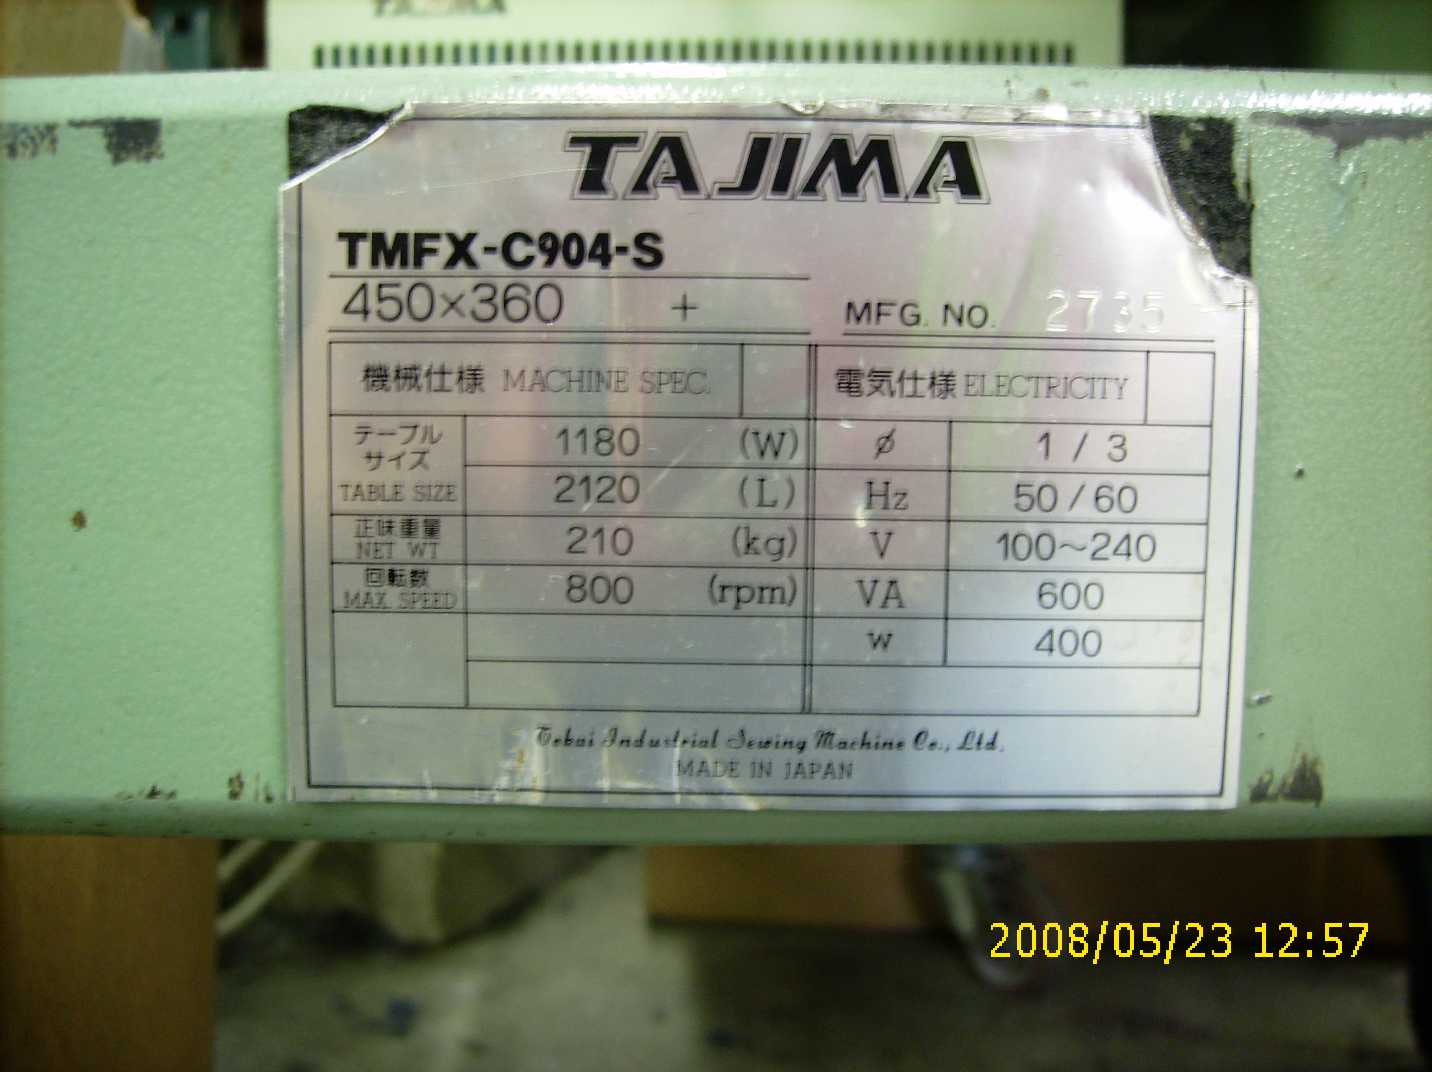 TAJIMA
TAJIMA
TMFX-C904-S
450×360 +
MFG. NO. 2735
機械仕様 MACHINE SPEC.
電気仕様 ELECTRICITY
テーブル
サイズ
TABLE SIZE
1180 (W)
2120 (L)
正味重量
NET WT
210 (kg)
回転数
MAX. SPEED
800 (rpm)
ø 1 / 3
Hz 50 / 60
V 100~240
VA 600
W 400
Tokai Industrial Sewing Machine Co., Ltd.
MADE IN JAPAN
2008/05/23 12:57